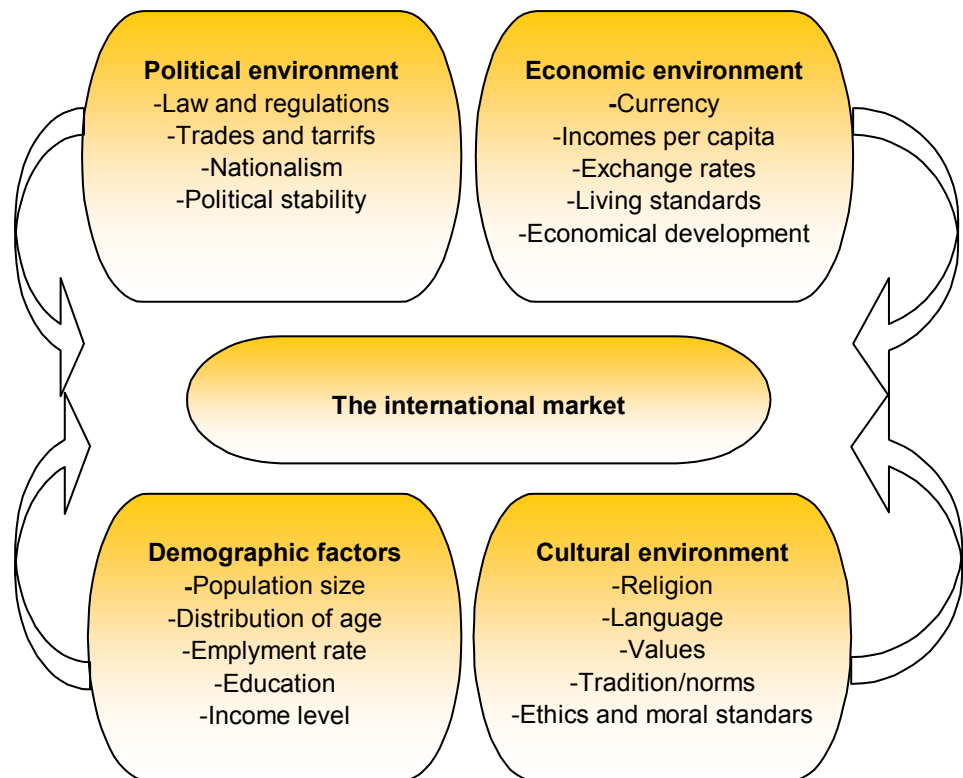 Political environment
-Law and regulations
-Trades and tarrifs
-Nationalism
-Political stability
Economic environment
-Currency
-Incomes per capita
-Exchange rates
-Living standards
-Economical development
The international market
Demographic factors
-Population size
-Distribution of age
-Emplyment rate
-Education
-Income level
Cultural environment
-Religion
-Language
-Values
-Tradition/norms
-Ethics and moral standars